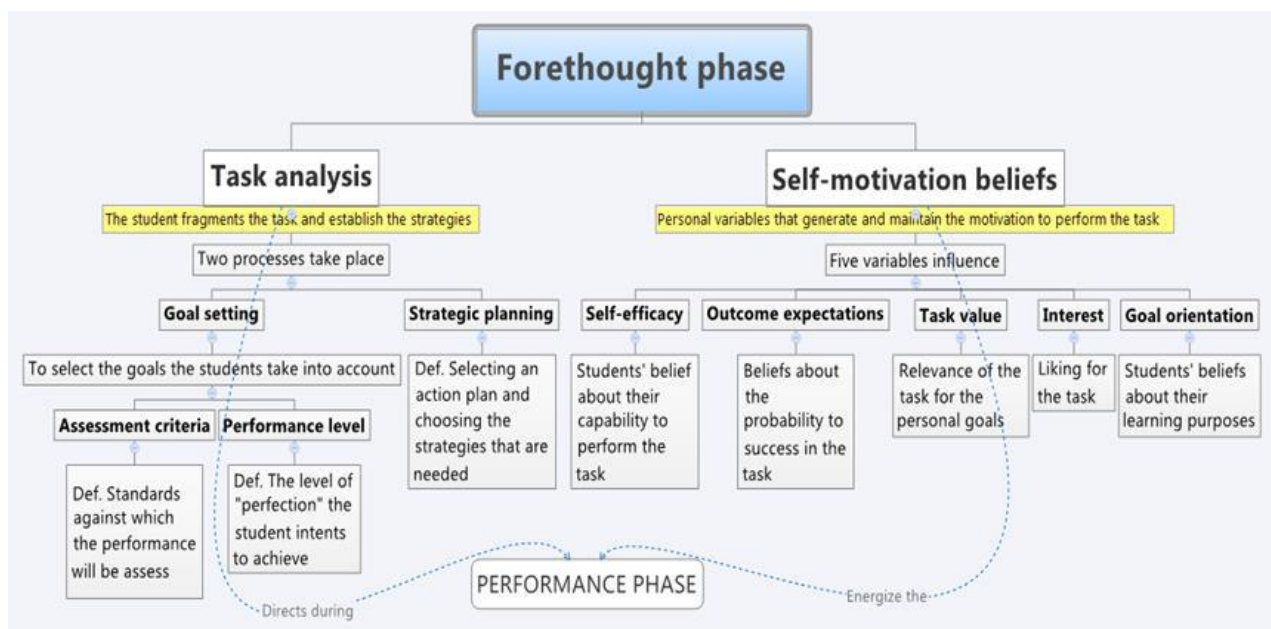 Forethought phase
Task analysis
The student fragments the task and establish the strategies
Two processes take place
Goal setting
To select the goals the students take into account
Assessment criteria
Def. Standards
against which
the performance
will be assess
Performance level
Def. The level of
"perfection" the
student intents
to achieve
Strategic planning
Def. Selecting an
action plan and
choosing the
strategies that are
needed
Self-motivation beliefs
Personal variables that generate and maintain the motivation to perform the task
Five variables influence
Self-efficacy
Students' belief
about their
capability to
perform the
task
Outcome expectations
Beliefs about
the
probability to
success in the
task
Task value
Relevance of the
task for the
personal goals
Interest
Liking for
the task
Goal orientation
Students' beliefs
about their
learning purposes
Directs during
Energize the
PERFORMANCE PHASE